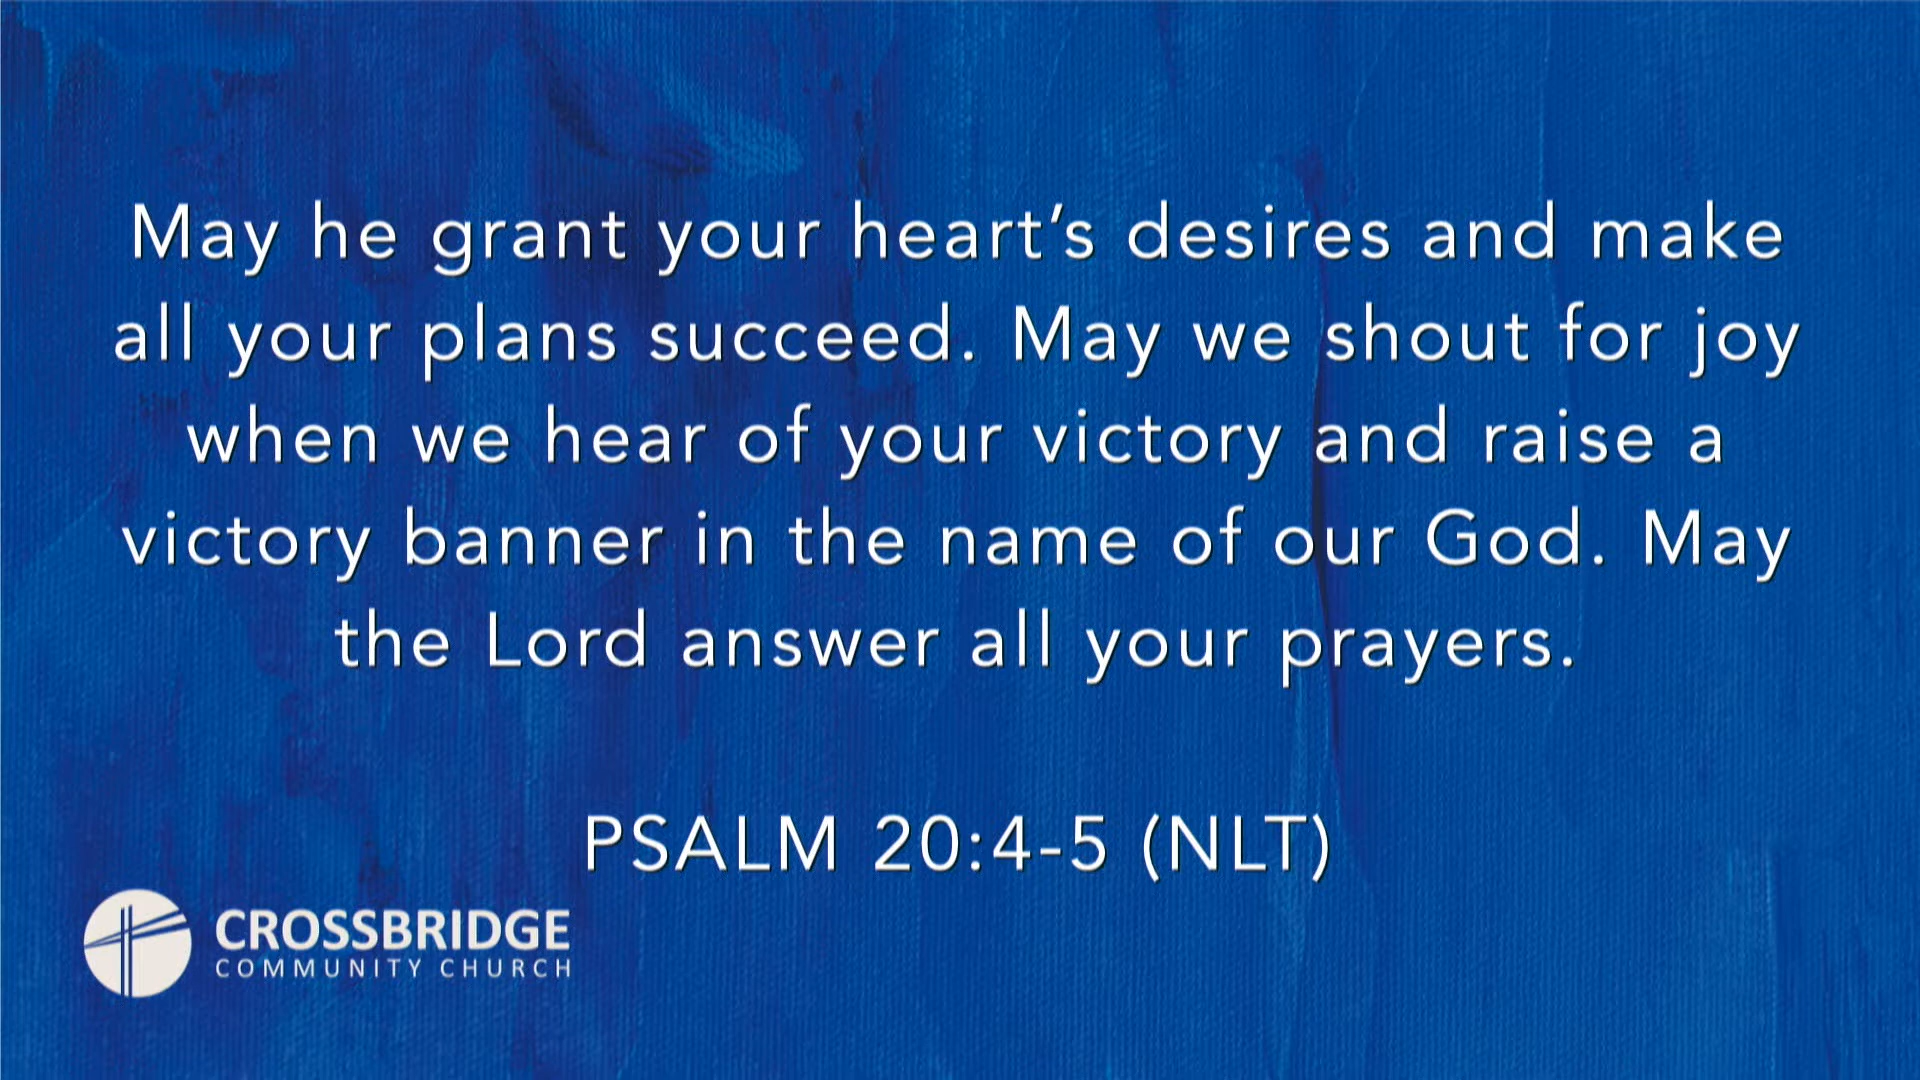 May he grant your heart’s desires and make
all your plans succeed. May we shout for joy
when we hear of your victory and raise a
victory banner in the name of our God. May
the Lord answer all your prayers.
PSALM 20:4-5 (NLT)
CROSSBRIDGE
COMMUNITY CHURCH